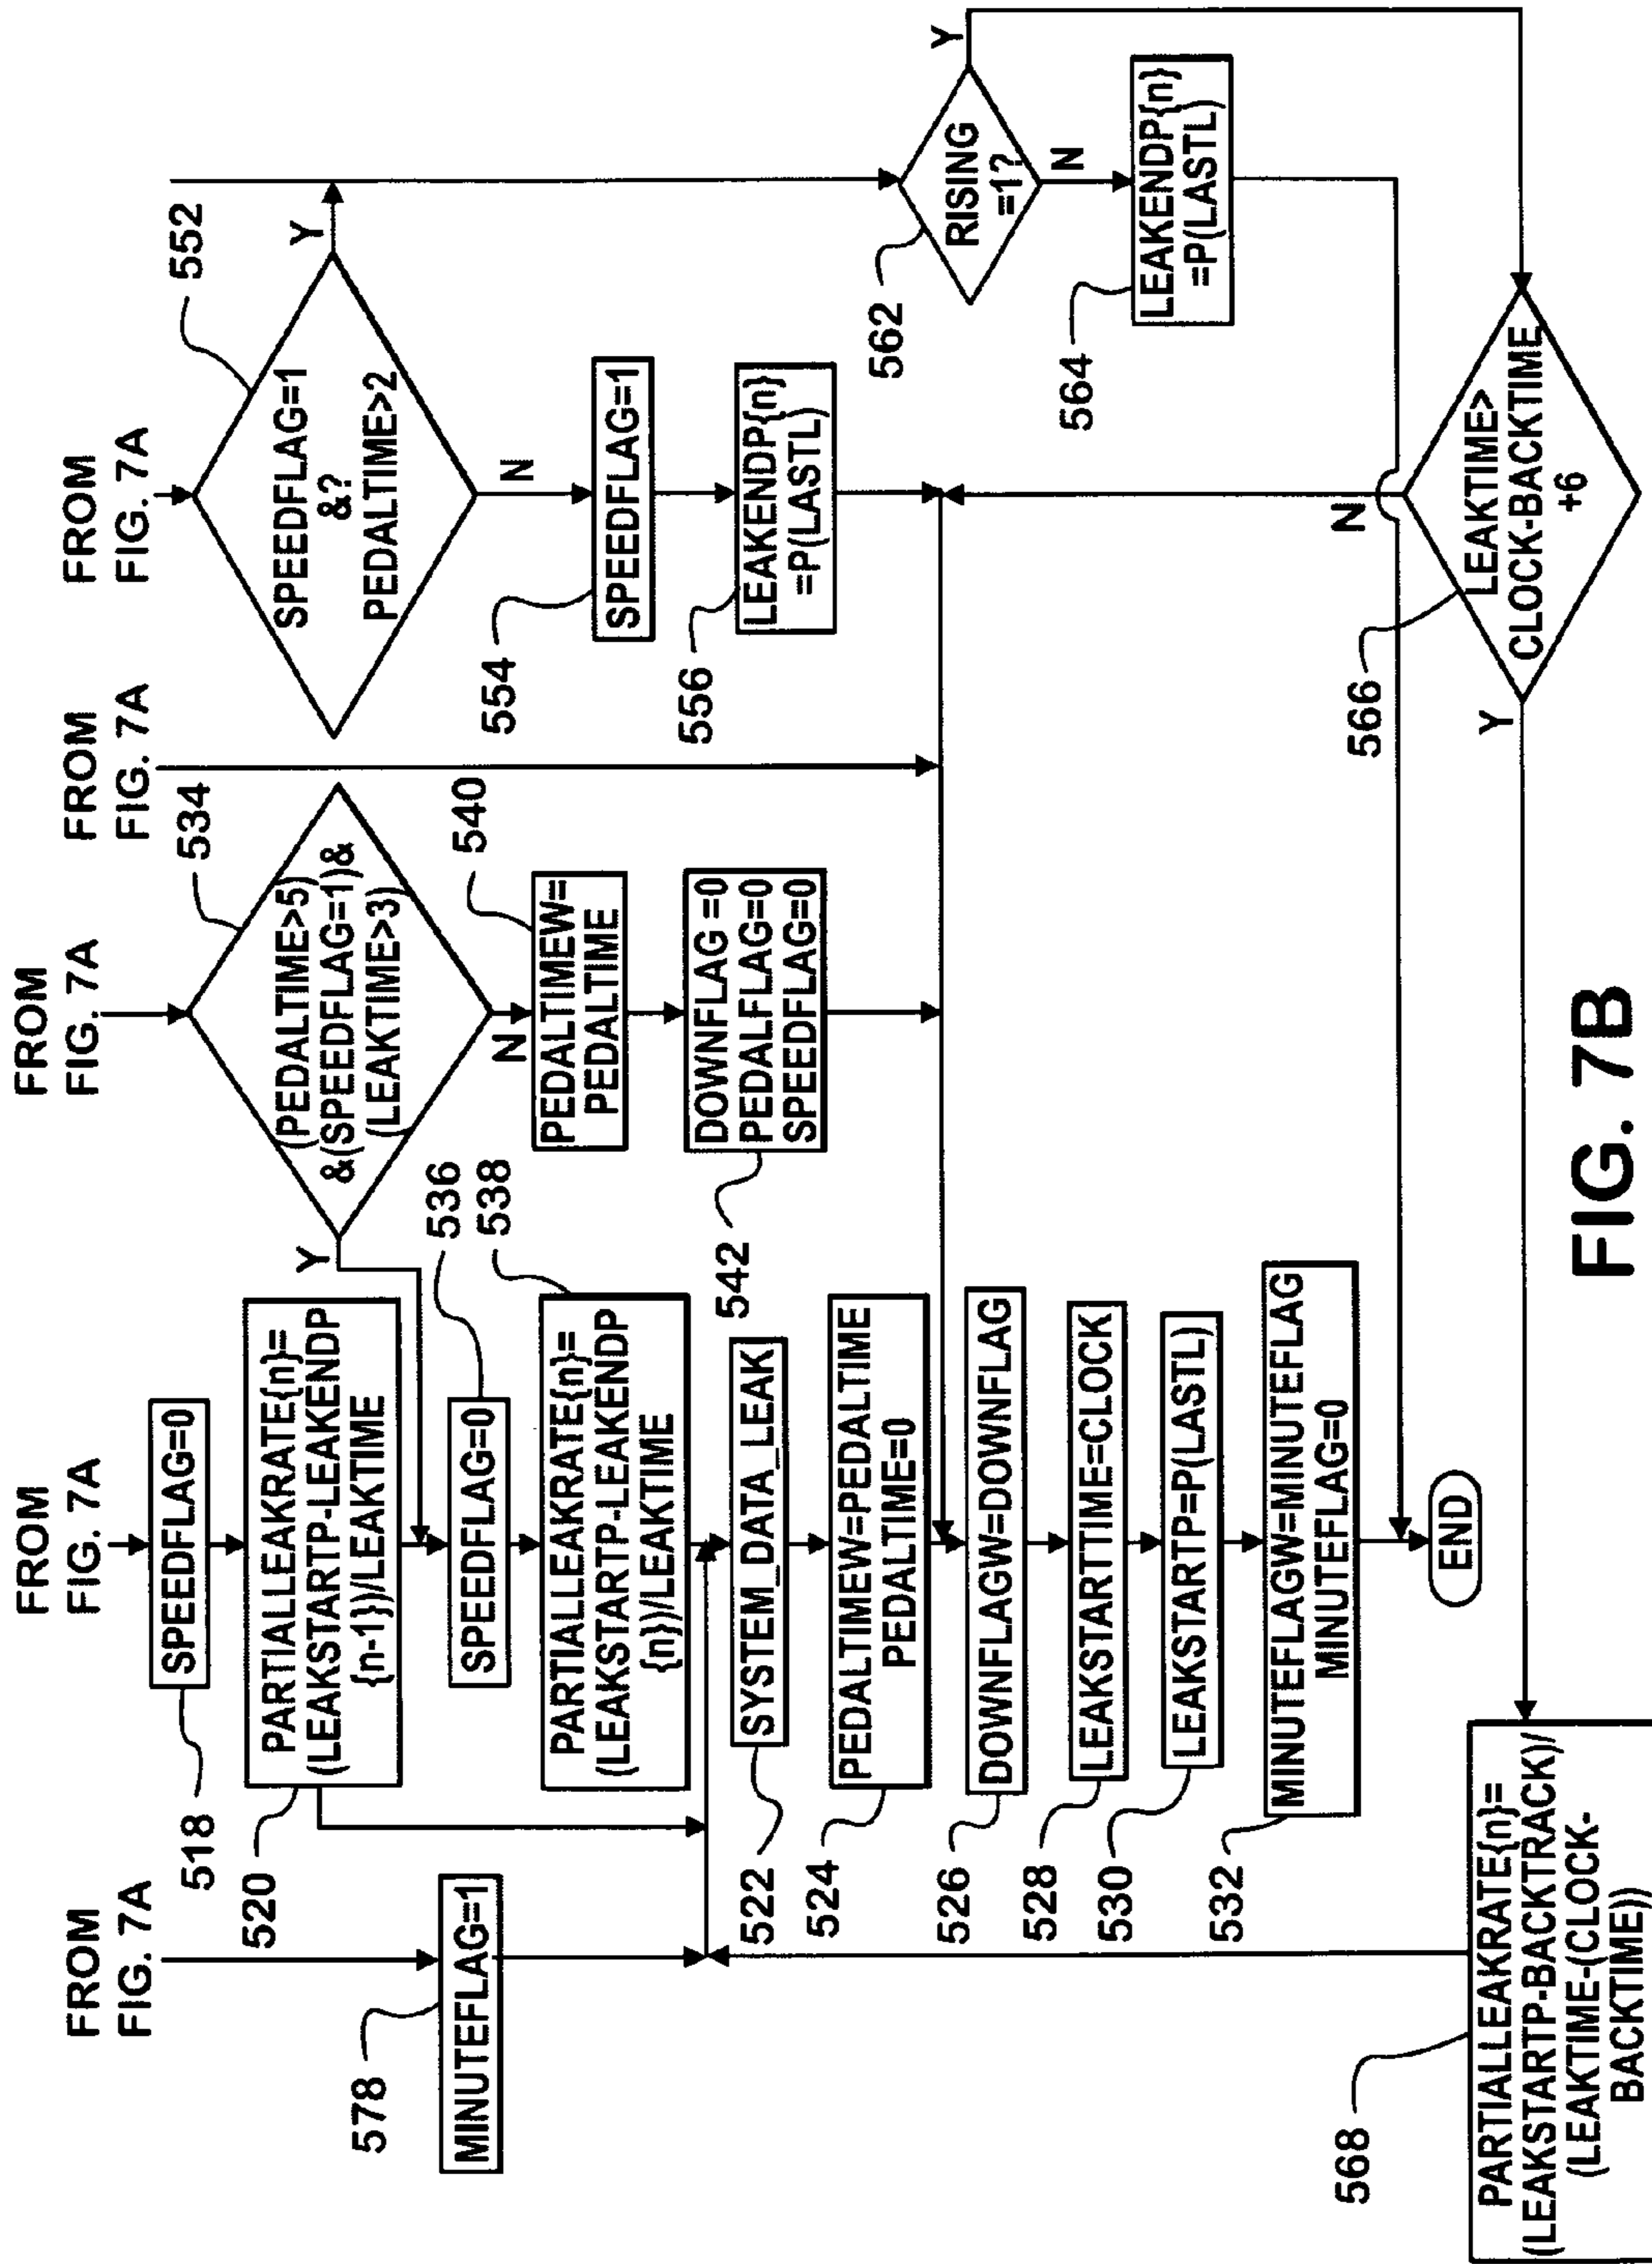 FROM
FIG. 7A
MINUTEFLAG=1
578
FROM
FIG. 7A
SPEEDFLAG=0
518
PARTIALLEAKRATE{n}=
(LEAKSTARTP-LEAKENDP
{n-1})/LEAKTIME
520
SPEEDFLAG=0
536
PARTIALLEAKRATE{n}=
(LEAKSTARTP-LEAKENDP
{n})/LEAKTIME
538
SYSTEM_DATA_LEAK
522
PEDALTIMEW=PEDALTIME
PEDALTIME=0
524
DOWNFLAGW=DOWNFLAG
526
LEAKSTARTTIME=CLOCK
528
LEAKSTARTP=P(LASTL)
530
MINUTEFLAGW=MINUTEFLAG
MINUTEFLAG=0
532
END
FROM
FIG. 7A
(PEDALTIME>5)
&(SPEEDFLAG=1)&
(LEAKTIME>3)
534
Y
N
PEDALTIMEW=
PEDALTIME
540
DOWNFLAG =0
PEDALFLAG=0
SPEEDFLAG=0
542
FROM
FIG. 7A
FROM
FIG. 7A
SPEEDFLAG=1
&?
PEDALTIME>2
552
Y
N
SPEEDFLAG=1
554
LEAKENDP{n}
=P(LASTL)
556
RISING
=1?
562
Y
N
LEAKENDP{n}
=P(LASTL)
564
LEAKTIME>
CLOCK-BACKTIME
+6
566
N
Y
PARTIALLEAKRATE{n}=
(LEAKSTARTP-BACKTRACK)/
(LEAKTIME-(CLOCK-
BACKTIME))
568
FIG. 7B